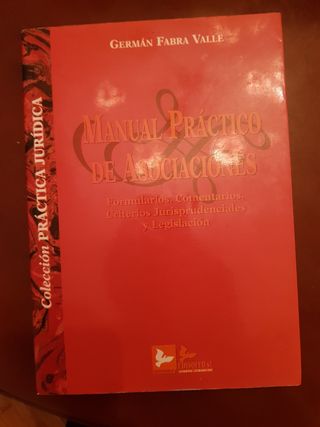 GERMÁN FABRA VALLE
MANUAL PRÁCTICO
DE ASOCIACIONES
Formularios, Comentarios,
Criterios Jurisprudenciales
y Legislación
Colección PRÁCTICA JURÍDICA